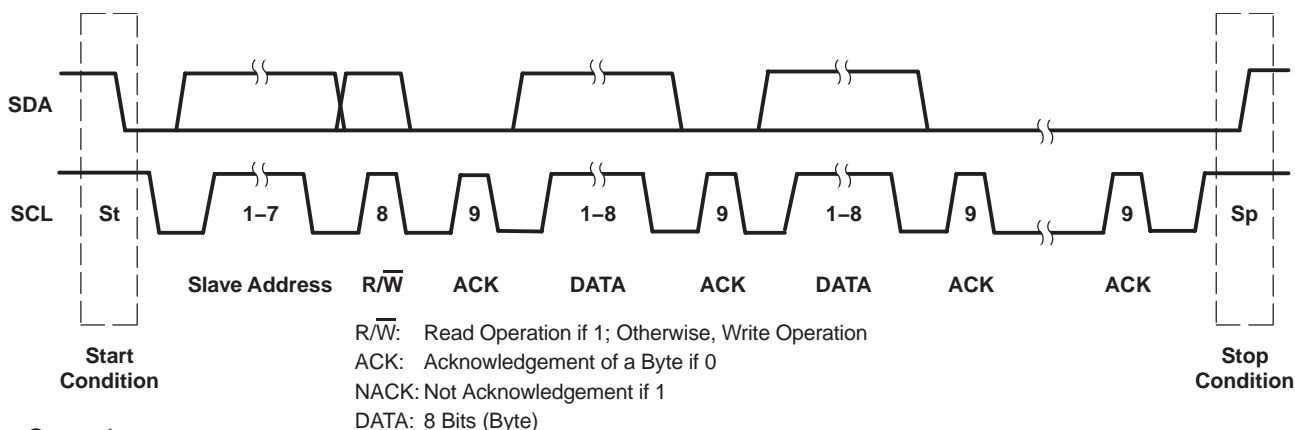 SDA
SCL St 1–7 8 9 1–8 9 1–8 9 9 Sp
Slave Address R/W̅ ACK DATA ACK DATA ACK ACK
Start Condition
R/W̅: Read Operation if 1; Otherwise, Write Operation
ACK: Acknowledgement of a Byte if 0
NACK: Not Acknowledgement if 1
DATA: 8 Bits (Byte)
Stop Condition